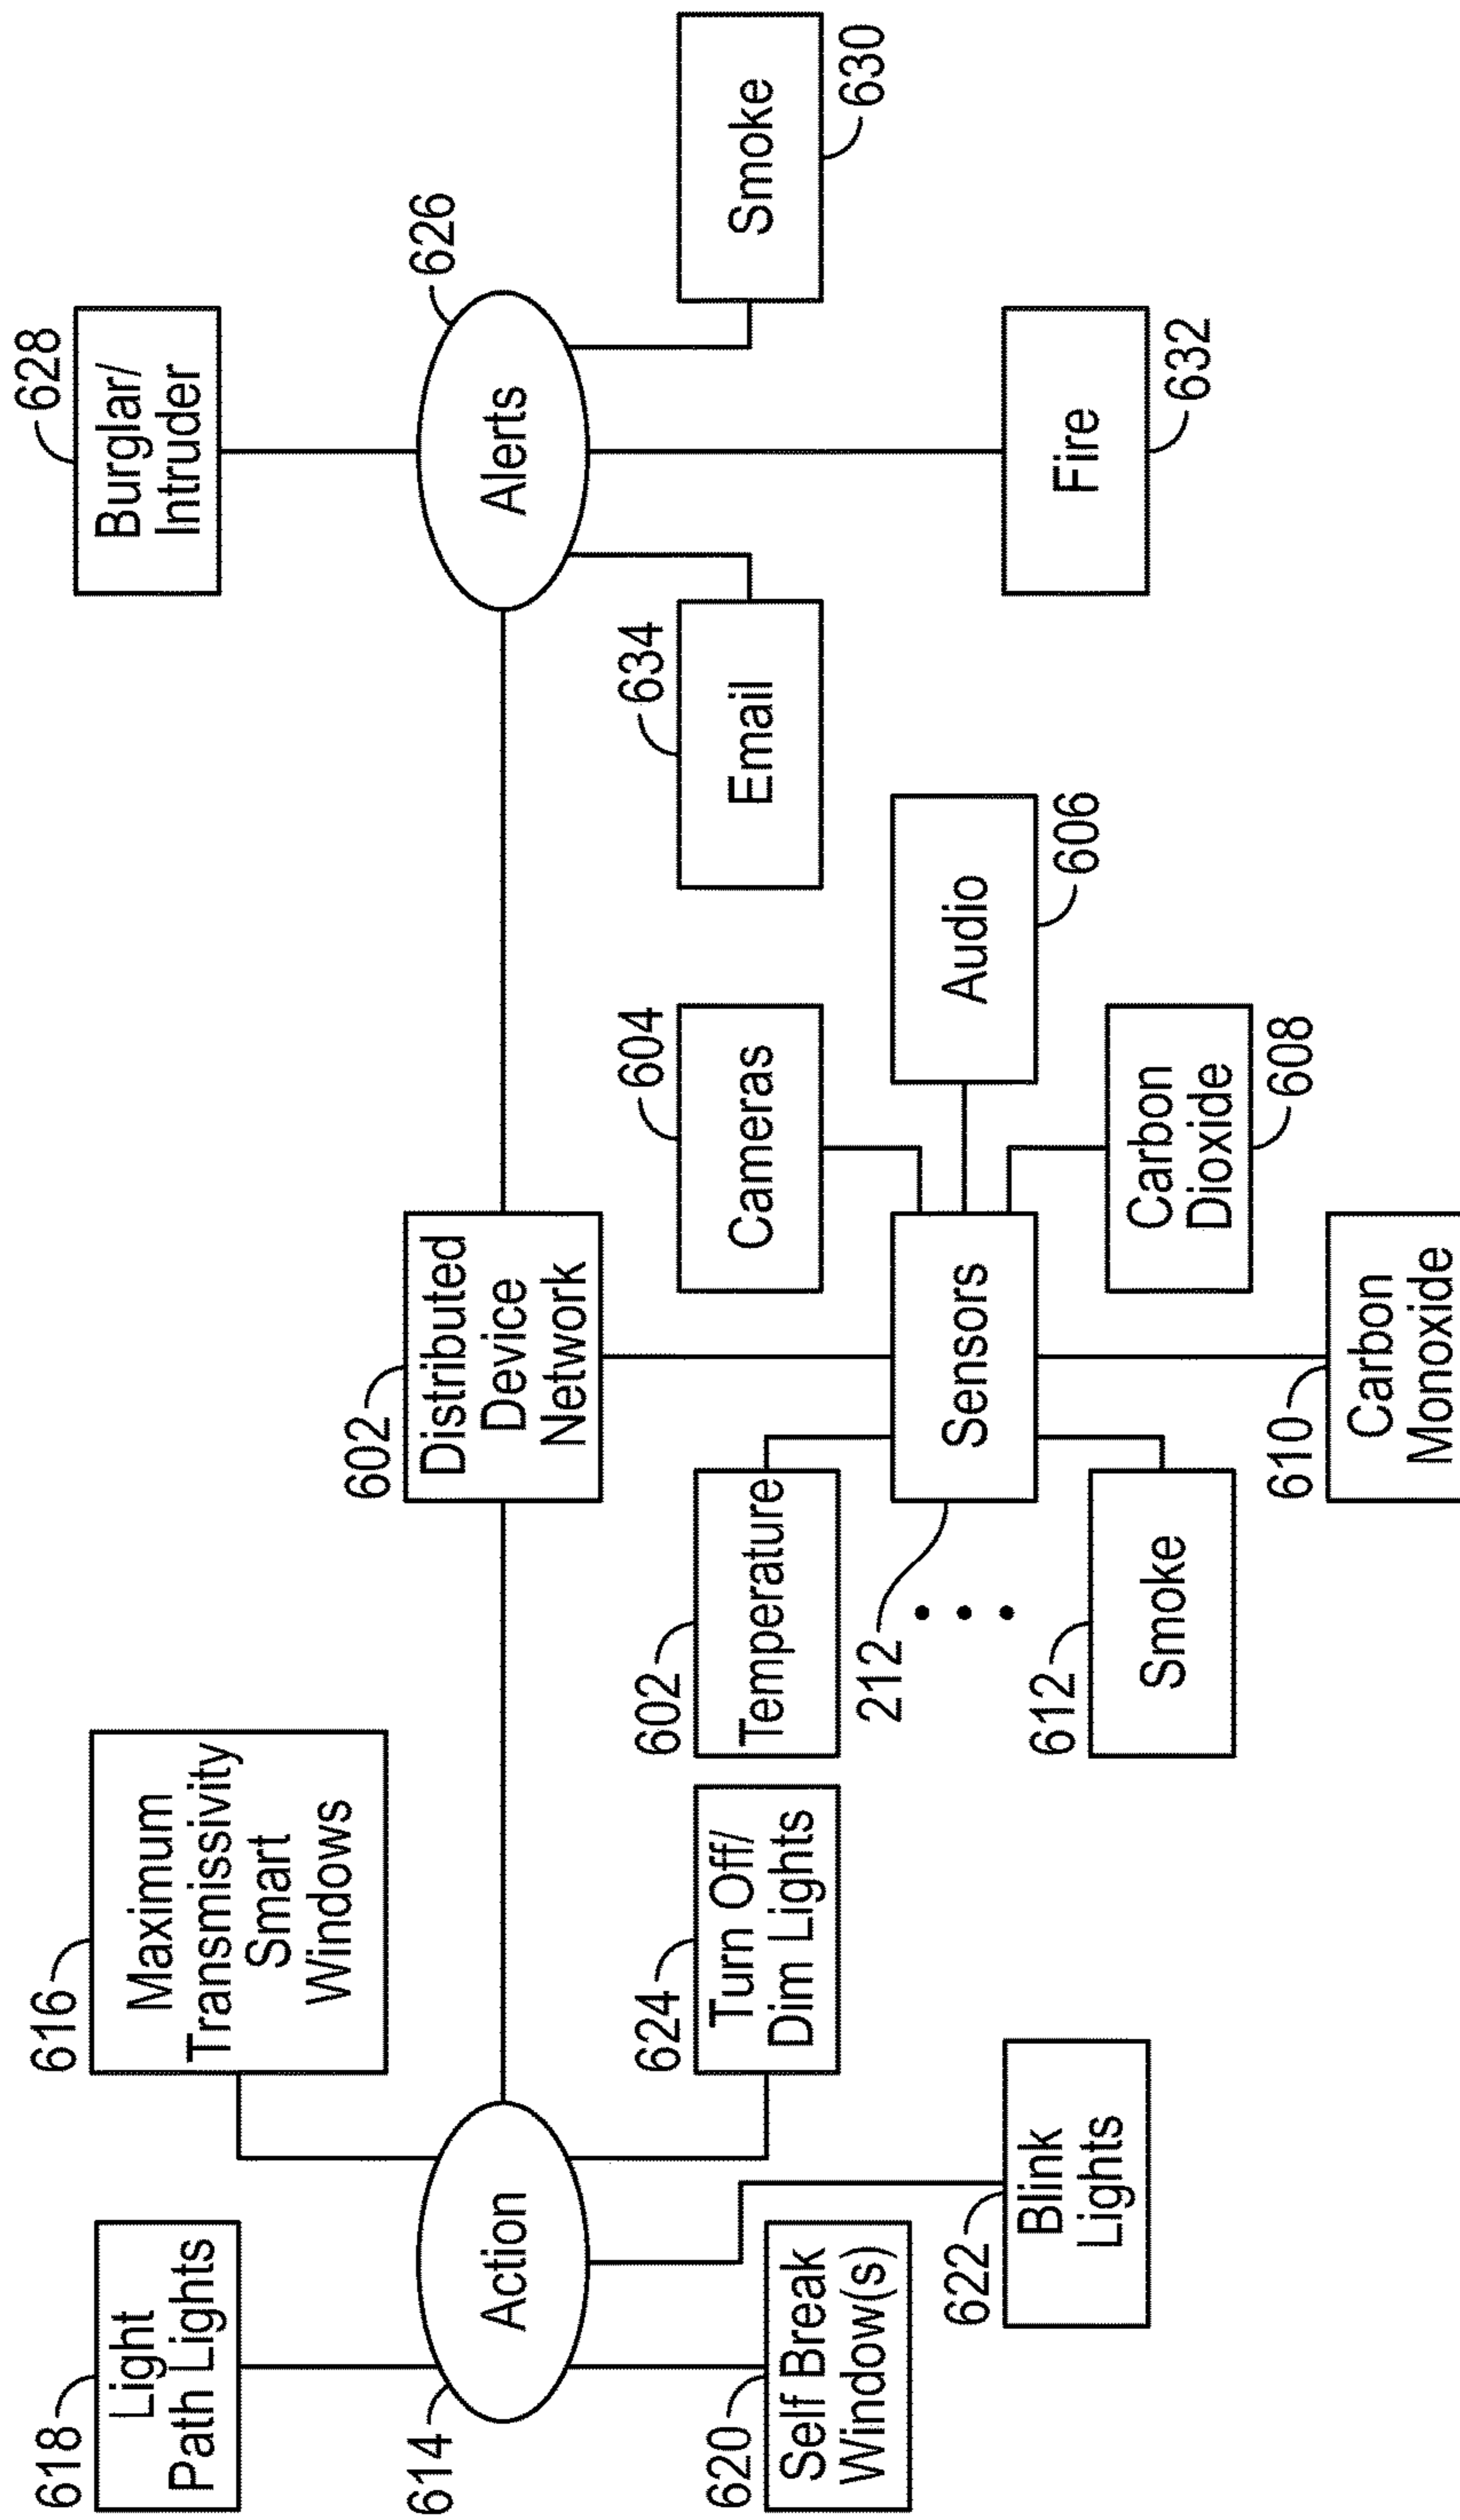 618
Light
Path Lights
616
Maximum
Transmissivity
Smart
Windows
614
Action
620
Self Break
Window(s)
622
Blink
Lights
624
Turn Off/
Dim Lights
602
Distributed
Device
Network
602
Temperature
212
Sensors
612
Smoke
610
Carbon
Monoxide
604
Cameras
Audio
606
Carbon
Dioxide
608
628
Burglar/
Intruder
626
Alerts
634
Email
Smoke
630
Fire
632